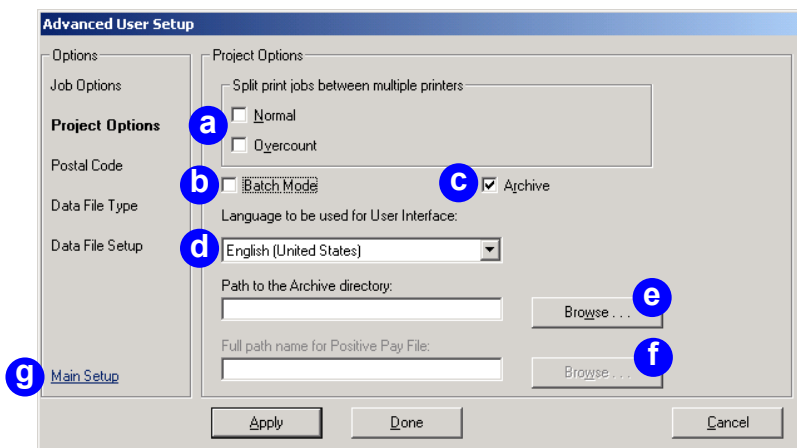 Advanced User Setup
Options
Job Options
Project Options
Postal Code
Data File Type
Data File Setup
g Main Setup
Project Options
Split print jobs between multiple printers
a
Normal
Overcount
b Batch Mode
c Archive
Language to be used for User Interface:
d English (United States)
Path to the Archive directory:
Browse . . . e
Full path name for Positive Pay File:
Browse . . . f
Apply
Done
Cancel